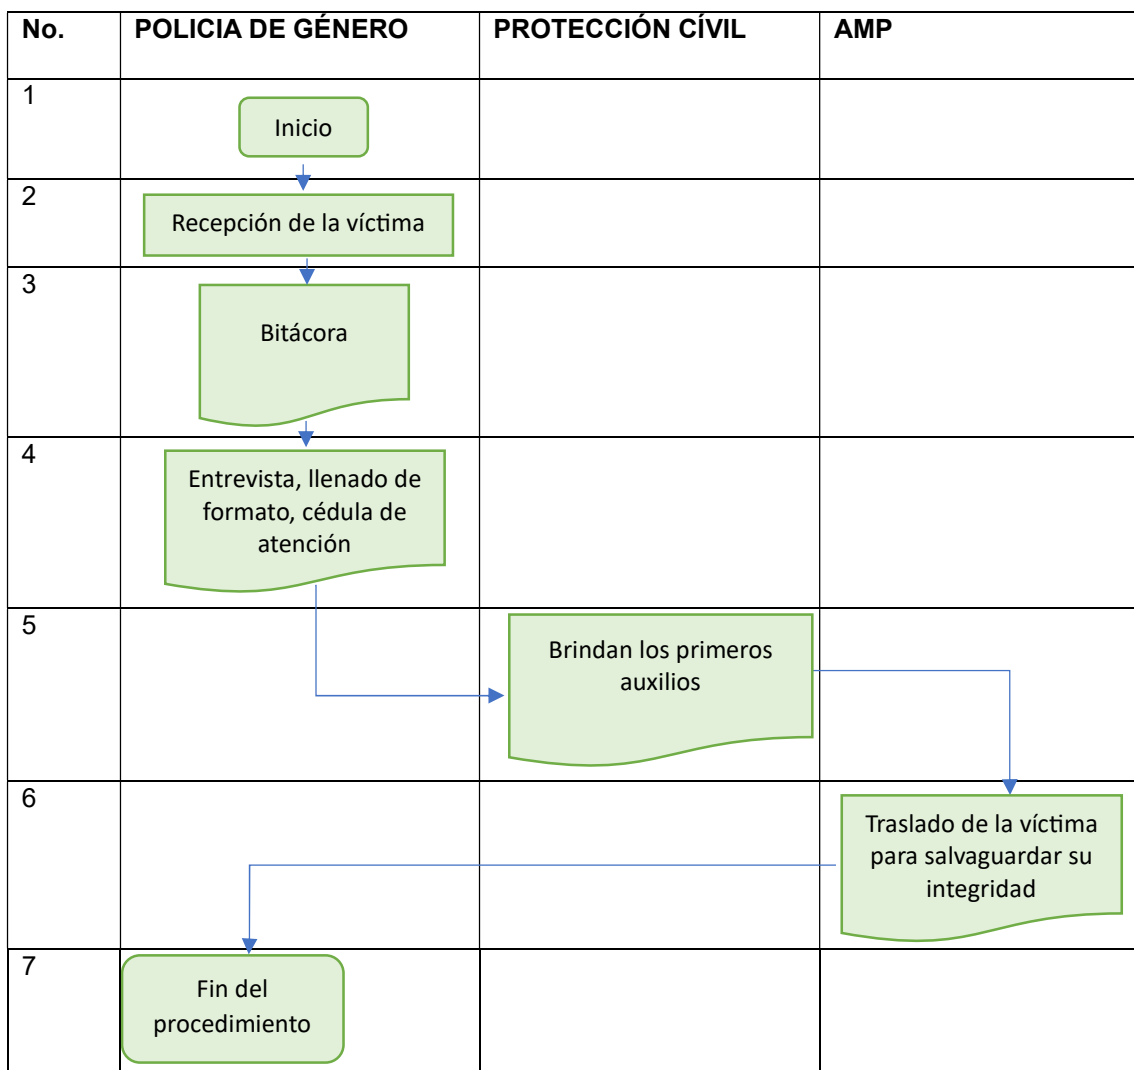 No. POLICIA DE GÉNERO PROTECCIÓN CÍVIL AMP
1
Inicio
2
Recepción de la víctima
3
Bitácora
4
Entrevista, llenado de
formato, cédula de
atención
5
Brindan los primeros
auxilios
6
Traslado de la víctima
para salvaguardar su
integridad
7
Fin del
procedimiento